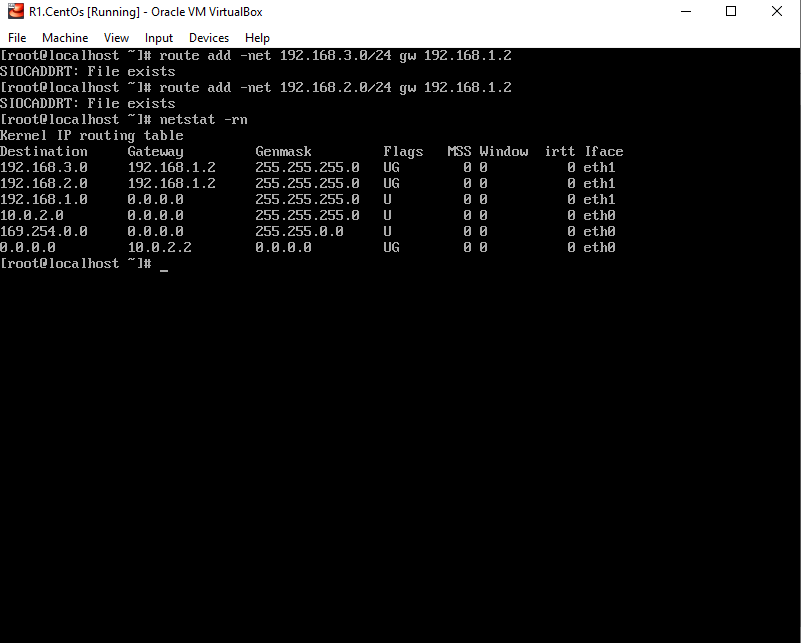 R1.CentOs [Running] - Oracle VM VirtualBox
File Machine View Input Devices Help
[root@localhost ~]# route add -net 192.168.3.0/24 gw 192.168.1.2
SIOCADDRT: File exists
[root@localhost ~]# route add -net 192.168.2.0/24 gw 192.168.1.2
SIOCADDRT: File exists
[root@localhost ~]# netstat -rn
Kernel IP routing table
Destination Gateway Genmask Flags MSS Window irtt Iface
192.168.3.0 192.168.1.2 255.255.255.0 UG 0 0 0 eth1
192.168.2.0 192.168.1.2 255.255.255.0 UG 0 0 0 eth1
192.168.1.0 0.0.0.0 255.255.255.0 U 0 0 0 eth1
10.0.2.0 0.0.0.0 255.255.255.0 U 0 0 0 eth0
169.254.0.0 0.0.0.0 255.255.0.0 U 0 0 0 eth0
0.0.0.0 10.0.2.2 0.0.0.0 UG 0 0 0 eth0
[root@localhost ~]# _